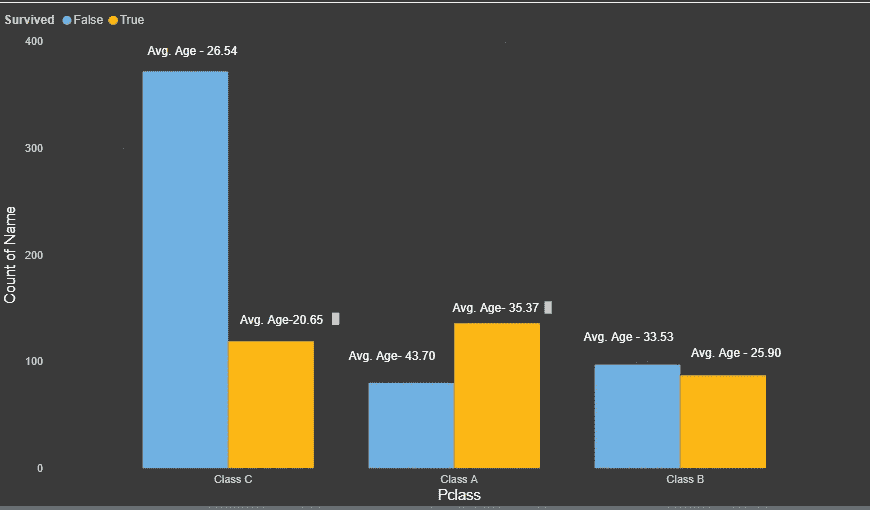 Survived False True
400
Avg. Age - 26.54
300
200
Avg. Age-20.65
Avg. Age- 35.37
Avg. Age - 33.53
Avg. Age- 43.70
Avg. Age - 25.90
100
0
Count of Name
Class C Class A Class B
Pclass